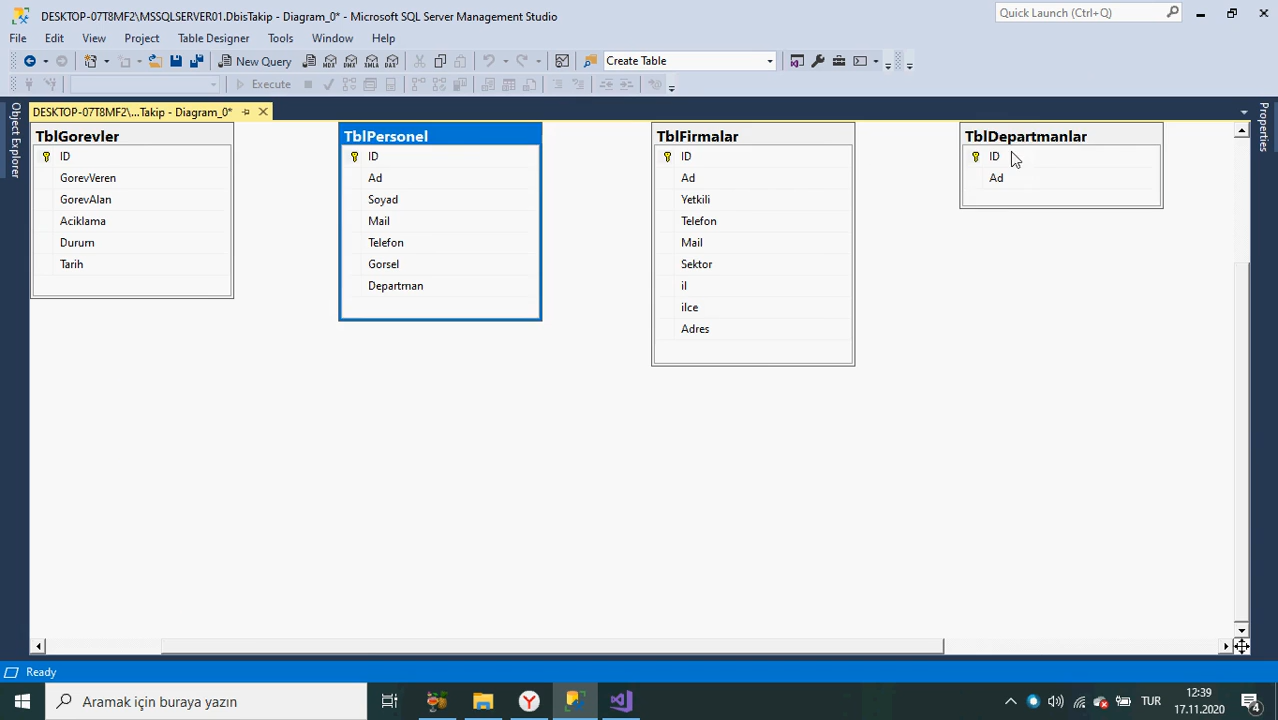 DESKTOP-07T8MF2\MSSQLSERVER01.DbisTakip - Diagram_0* - Microsoft SQL Server Management Studio
Quick Launch (Ctrl+Q)
File Edit View Project Table Designer Tools Window Help
New Query
Create Table
Execute
DESKTOP-07T8MF2\...Takip - Diagram_0*
Object Explorer
Properties
TblGorevler
ID
GorevVeren
GorevAlan
Aciklama
Durum
Tarih
TblPersonel
ID
Ad
Soyad
Mail
Telefon
Gorsel
Departman
TblFirmalar
ID
Ad
Yetkili
Telefon
Mail
Sektor
il
ilce
Adres
TblDepartmanlar
ID
Ad
Ready
Aramak için buraya yazın
TUR
12:39
17.11.2020
4